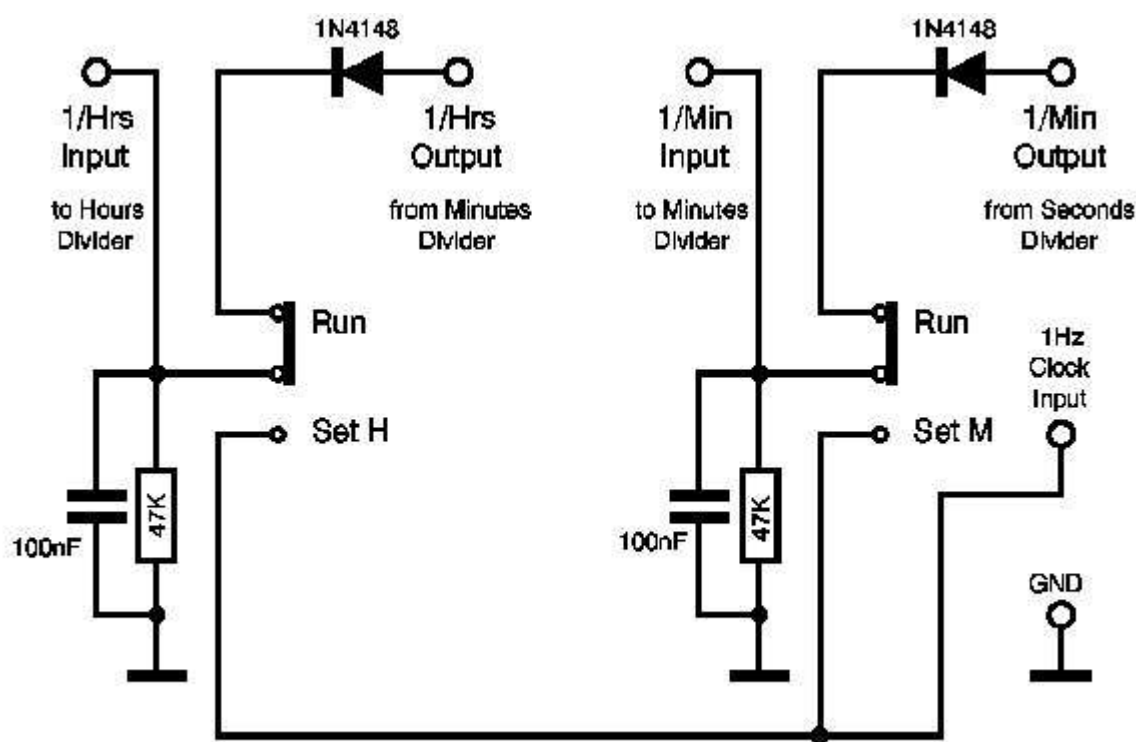 1N4148
1N4148
1/Hrs
Input
1/Hrs
Output
1/Min
Input
1/Min
Output
to Hours
Divider
from Minutes
Divider
to Minutes
Divider
from Seconds
Divider
Run
Run
1Hz
Clock
Input
Set H
Set M
47K
100nF
47K
100nF
GND